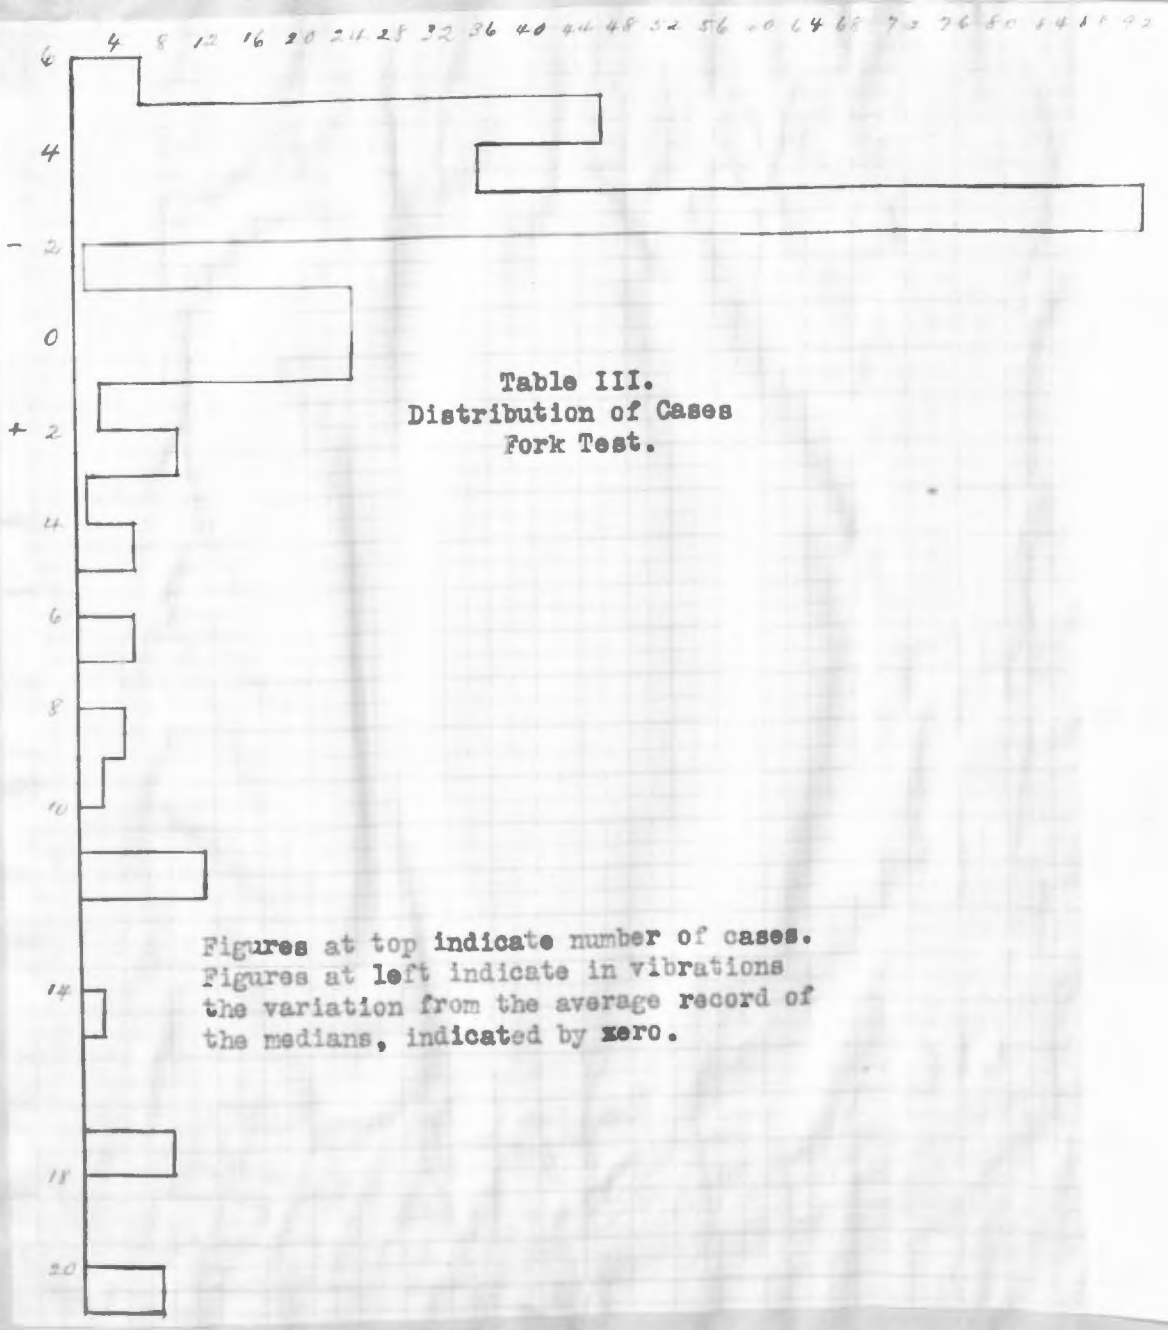 4 8 12 16 20 24 28 32 36 40 44 48 52 56 60 64 68 72 76 80 84 88 92
6
4
- 2
0
+ 2
4
6
8
10
14
18
20
Table III.
Distribution of Cases
Fork Test.
Figures at top indicate number of cases.
Figures at left indicate in vibrations
the variation from the average record of
the medians, indicated by zero.